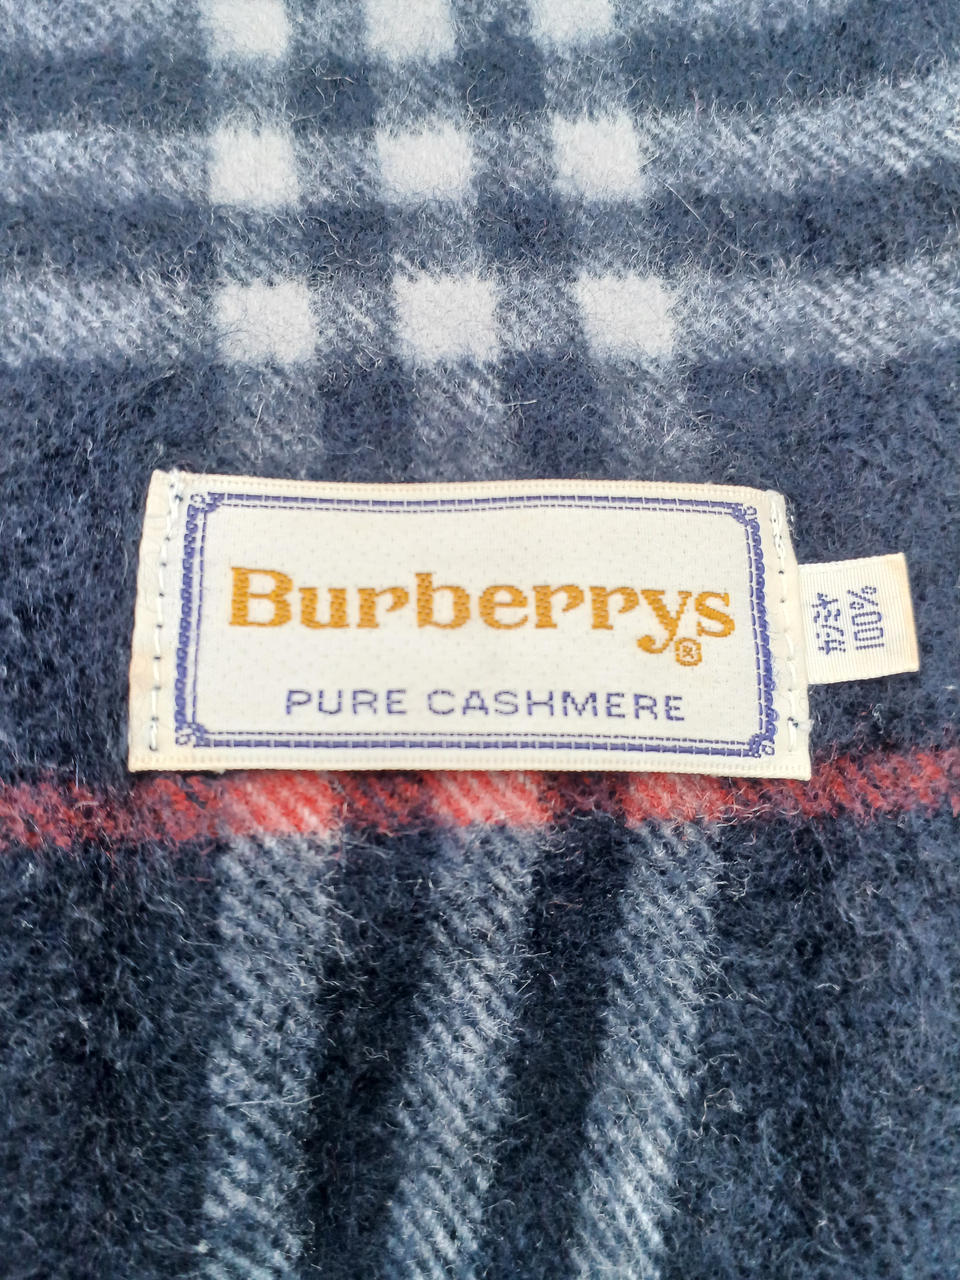 Burberrys®
PURE CASHMERE
カシミヤ
100%